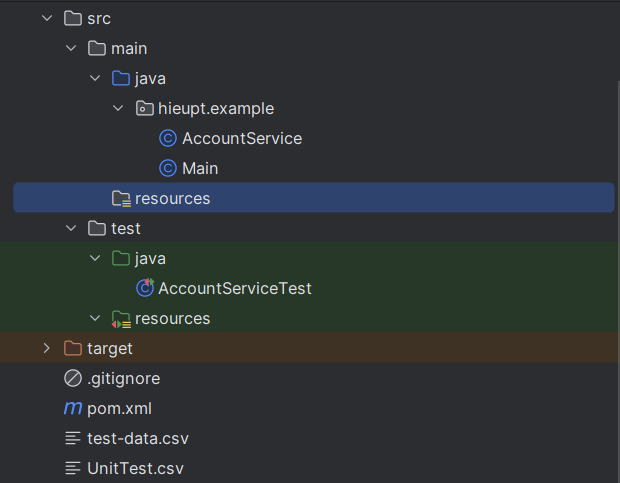 src
main
java
hieupt.example
AccountService
Main
resources
test
java
AccountServiceTest
resources
target
.gitignore
pom.xml
test-data.csv
UnitTest.csv